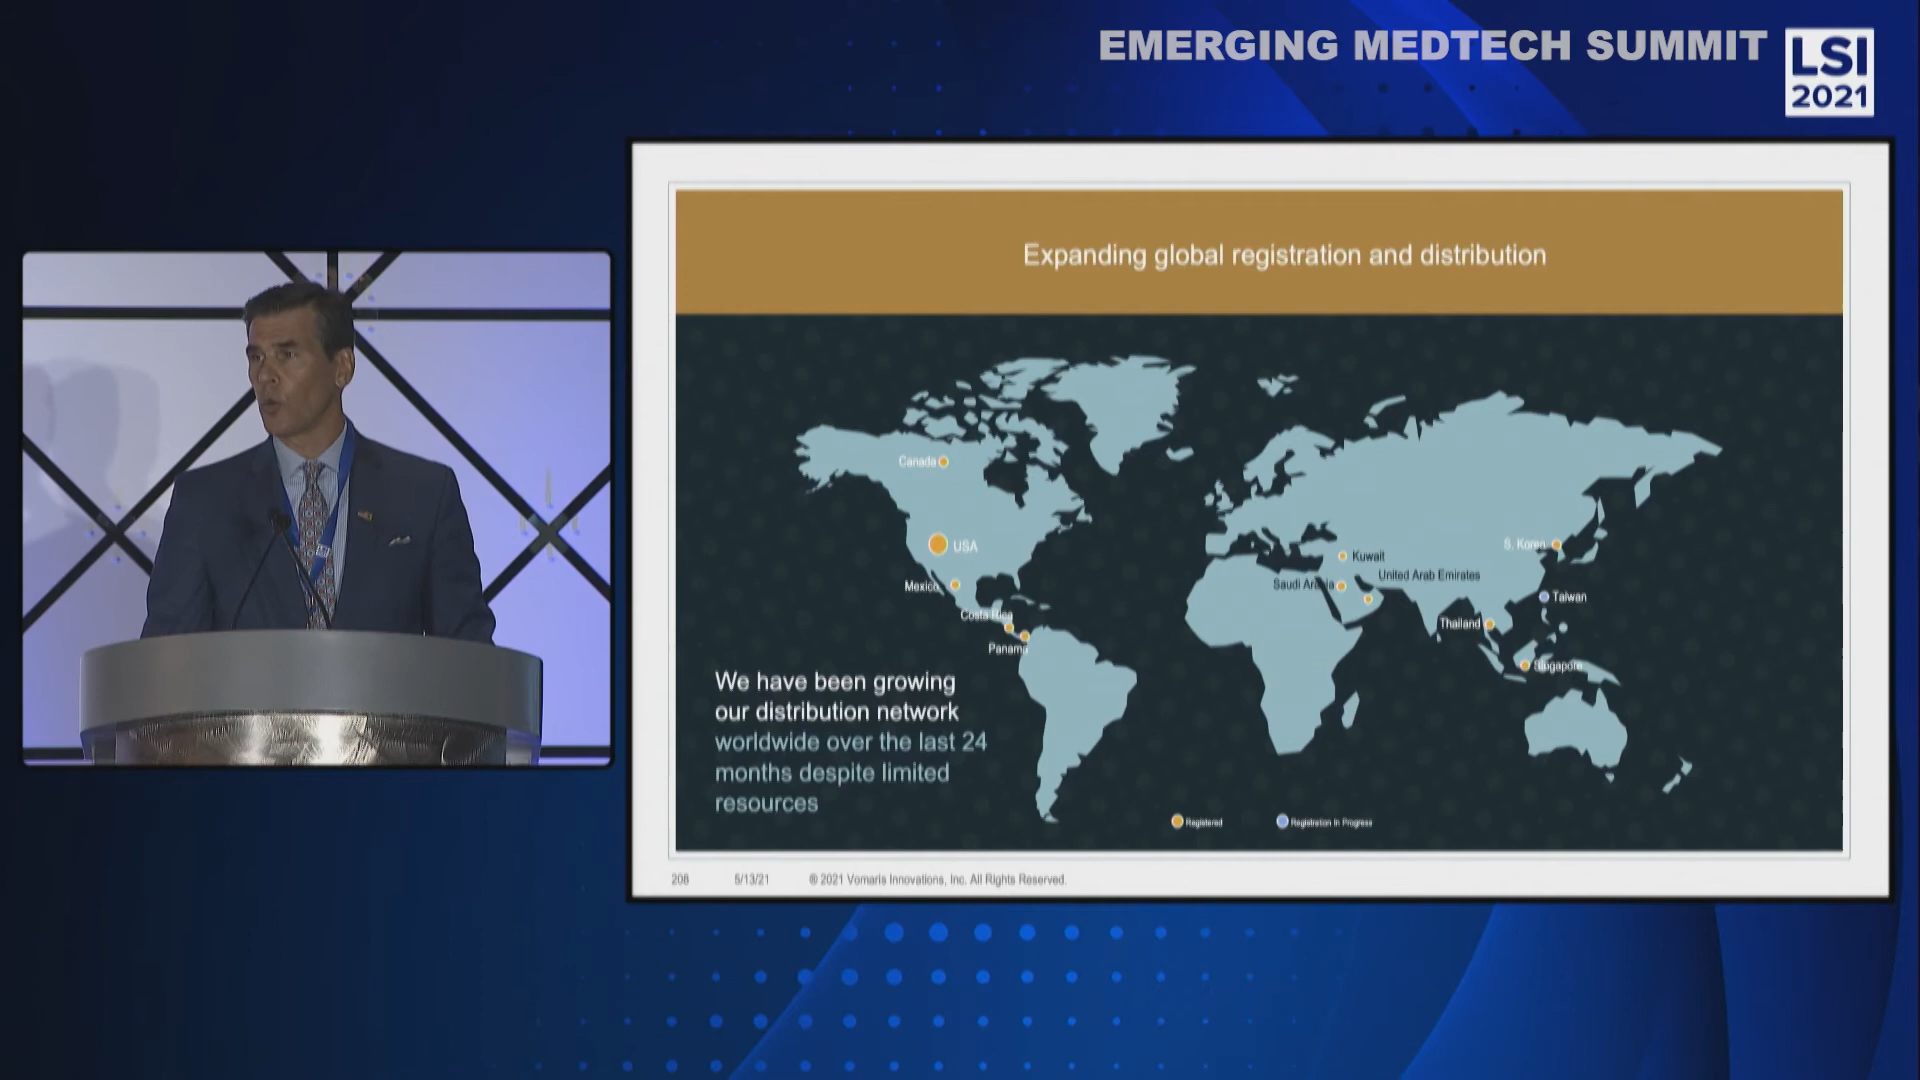 EMERGING MEDTECH SUMMIT
LSI
2021
Expanding global registration and distribution
Canada
USA
Mexico
Costa Rica
Panama
Kuwait
United Arab Emirates
Saudi Arabia
S. Korea
Taiwan
Thailand
Singapore
We have been growing
our distribution network
worldwide over the last 24
months despite limited
resources
Registered
Registration In Progress
208
5/13/21
© 2021 Vomaris Innovations, Inc. All Rights Reserved.